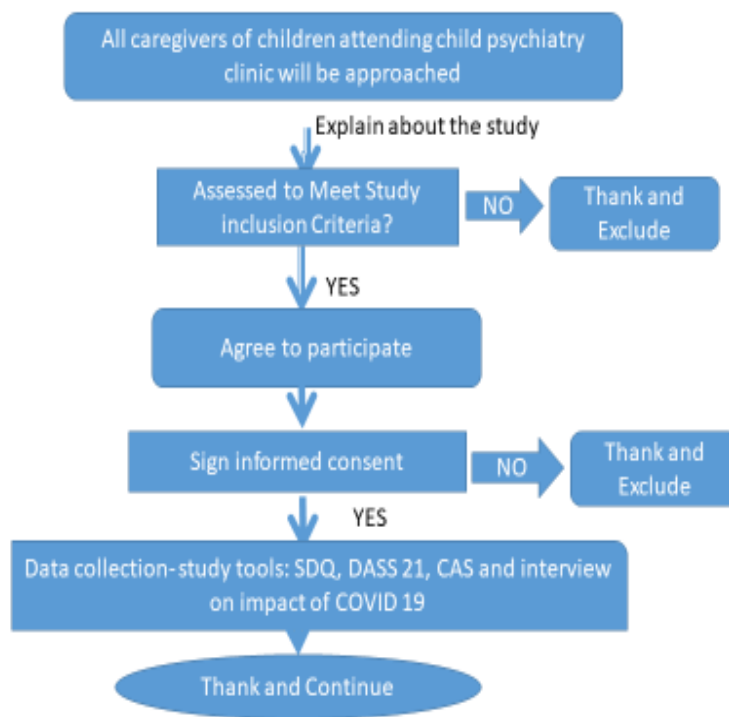 All caregivers of children attending child psychiatry
clinic will be approached
Explain about the study
Assessed to Meet Study
inclusion Criteria?
NO
Thank and
Exclude
YES
Agree to participate
Sign informed consent
NO
Thank and
Exclude
YES
Data collection-study tools: SDQ, DASS 21, CAS and interview
on impact of COVID 19
Thank and Continue